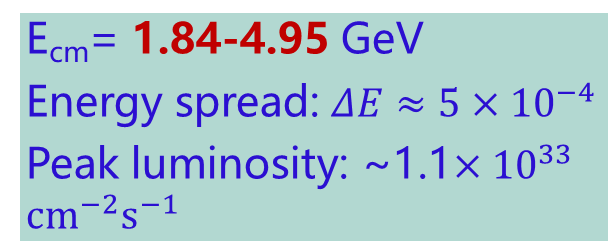 E_cm= 1.84-4.95 GeV
Energy spread: ΔE ≈ 5 × 10⁻⁴
Peak luminosity: ~1.1× 10³³
cm⁻²s⁻¹